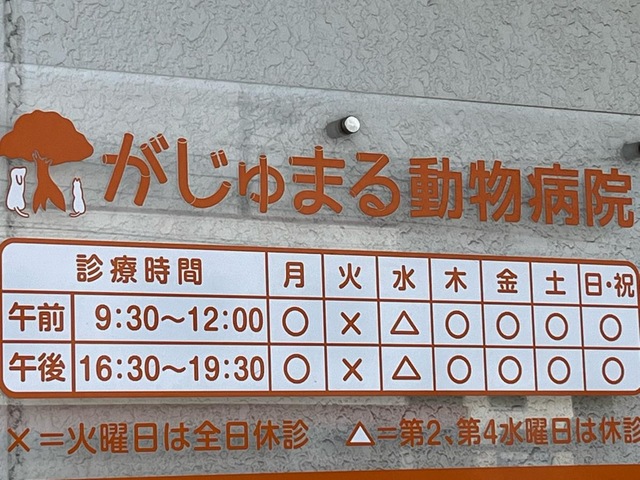 がじゅまる動物病院
診療時間 月 火 水 木 金 土 日・祝
午前 9:30〜12:00 ○ × △ ○ ○ ○ ○
午後 16:30〜19:30 ○ × △ ○ ○ ○ ○
×=火曜日は全日休診 △=第2、第4水曜日は休診